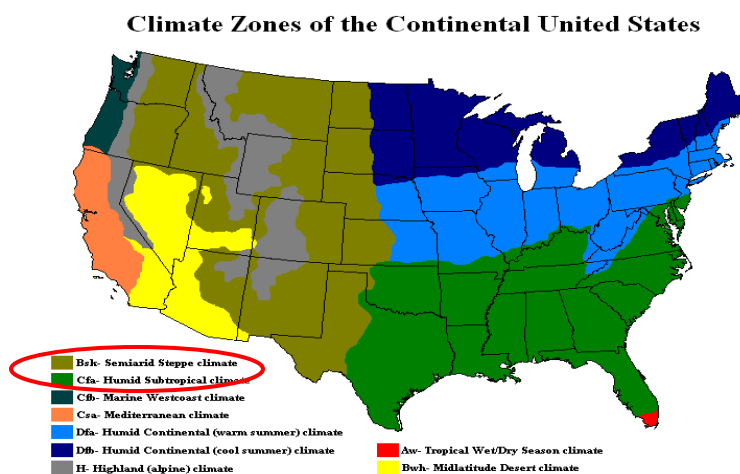 Climate Zones of the Continental United States
Bsk- Semiarid Steppe climate
Cfa- Humid Subtropical climate
Cfb- Marine Westcoast climate
Csa- Mediterranean climate
Dfa- Humid Continental (warm summer) climate
Dfb- Humid Continental (cool summer) climate
H- Highland (alpine) climate
Aw- Tropical Wet/Dry Season climate
Bwh- Midlatitude Desert climate